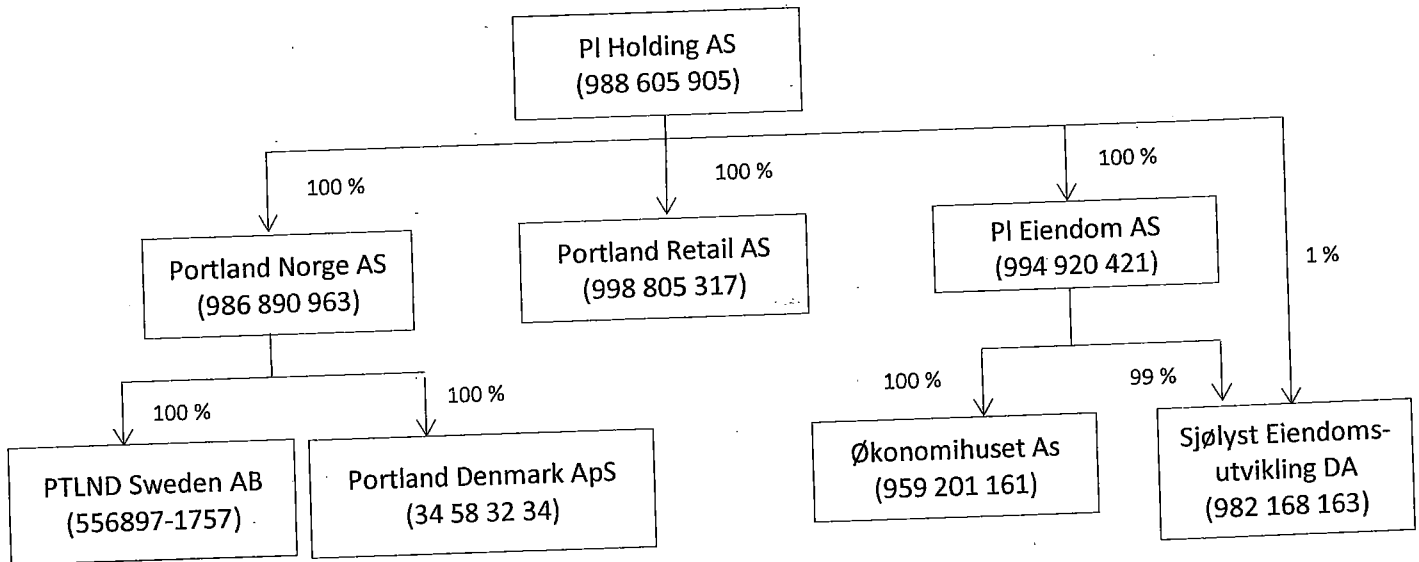 Pl Holding AS
(988 605 905)
100 %
100 %
100 %
1 %
Portland Norge AS
(986 890 963)
Portland Retail AS
(998 805 317)
Pl Eiendom AS
(994 920 421)
100 %
100 %
100 %
99 %
PTLND Sweden AB
(556897-1757)
Portland Denmark ApS
(34 58 32 34)
Økonomihuset As
(959 201 161)
Sjølyst Eiendoms-
utvikling DA
(982 168 163)